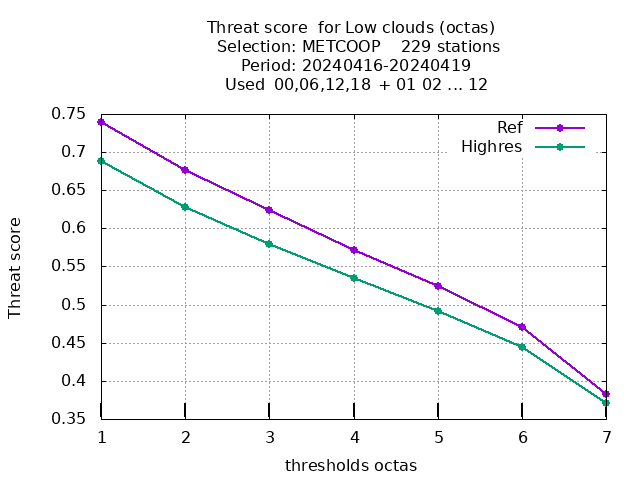 Threat score  for Low clouds (octas)
Selection: METCOOP    229 stations
Period: 20240416-20240419
Used  00,06,12,18 + 01 02 ... 12
0.75
0.7
0.65
0.6
0.55
0.5
0.45
0.4
0.35
Threat score
Ref
Highres
1 2 3 4 5 6 7
thresholds octas